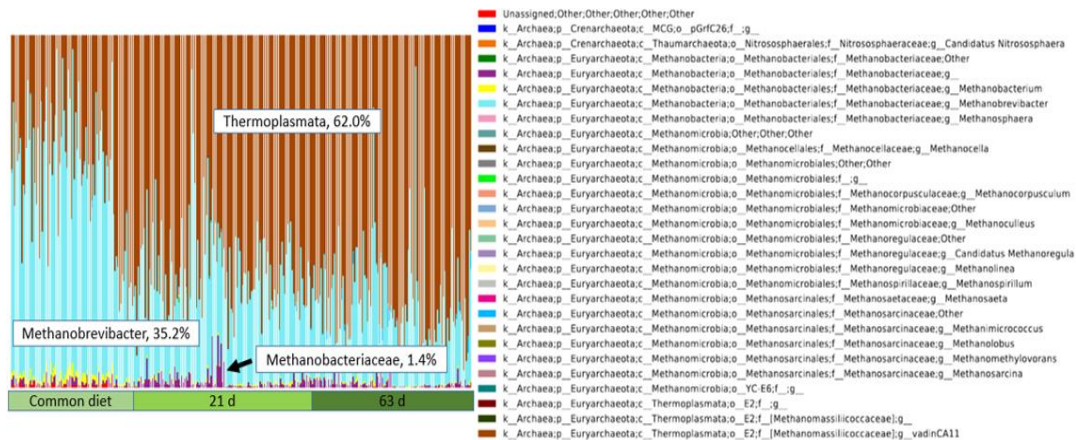 Thermoplasmata, 62.0%
Methanobrevibacter, 35.2%
Methanobacteriaceae, 1.4%
Common diet
21 d
63 d
Unassigned;Other;Other;Other;Other;Other
k__Archaea;p__Crenarchaeota;c__MCG;o__pGrfC26;f__;g__
k__Archaea;p__Crenarchaeota;c__Thaumarchaeota;o__Nitrososphaerales;f__Nitrososphaeraceae;g__Candidatus Nitrososphaera
k__Archaea;p__Euryarchaeota;c__Methanobacteria;o__Methanobacteriales;f__Methanobacteriaceae;Other
k__Archaea;p__Euryarchaeota;c__Methanobacteria;o__Methanobacteriales;f__Methanobacteriaceae;g__
k__Archaea;p__Euryarchaeota;c__Methanobacteria;o__Methanobacteriales;f__Methanobacteriaceae;g__Methanobacterium
k__Archaea;p__Euryarchaeota;c__Methanobacteria;o__Methanobacteriales;f__Methanobacteriaceae;g__Methanobrevibacter
k__Archaea;p__Euryarchaeota;c__Methanobacteria;o__Methanobacteriales;f__Methanobacteriaceae;g__Methanosphaera
k__Archaea;p__Euryarchaeota;c__Methanomicrobia;Other;Other;Other
k__Archaea;p__Euryarchaeota;c__Methanomicrobia;o__Methanocellales;f__Methanocellaceae;g__Methanocella
k__Archaea;p__Euryarchaeota;c__Methanomicrobia;o__Methanomicrobiales;Other;Other
k__Archaea;p__Euryarchaeota;c__Methanomicrobia;o__Methanomicrobiales;f__;g__
k__Archaea;p__Euryarchaeota;c__Methanomicrobia;o__Methanomicrobiales;f__Methanocorpusculaceae;g__Methanocorpusculum
k__Archaea;p__Euryarchaeota;c__Methanomicrobia;o__Methanomicrobiales;f__Methanomicrobiaceae;Other
k__Archaea;p__Euryarchaeota;c__Methanomicrobia;o__Methanomicrobiales;f__Methanomicrobiaceae;g__Methanoculleus
k__Archaea;p__Euryarchaeota;c__Methanomicrobia;o__Methanomicrobiales;f__Methanoregulaceae;Other
k__Archaea;p__Euryarchaeota;c__Methanomicrobia;o__Methanomicrobiales;f__Methanoregulaceae;g__Candidatus Methanoregula
k__Archaea;p__Euryarchaeota;c__Methanomicrobia;o__Methanomicrobiales;f__Methanoregulaceae;g__Methanolinea
k__Archaea;p__Euryarchaeota;c__Methanomicrobia;o__Methanomicrobiales;f__Methanospirillaceae;g__Methanospirillum
k__Archaea;p__Euryarchaeota;c__Methanomicrobia;o__Methanosarcinales;f__Methanosaetaceae;g__Methanosaeta
k__Archaea;p__Euryarchaeota;c__Methanomicrobia;o__Methanosarcinales;f__Methanosarcinaceae;Other
k__Archaea;p__Euryarchaeota;c__Methanomicrobia;o__Methanosarcinales;f__Methanosarcinaceae;g__Methanimicrococcus
k__Archaea;p__Euryarchaeota;c__Methanomicrobia;o__Methanosarcinales;f__Methanosarcinaceae;g__Methanolobus
k__Archaea;p__Euryarchaeota;c__Methanomicrobia;o__Methanosarcinales;f__Methanosarcinaceae;g__Methanomethylovorans
k__Archaea;p__Euryarchaeota;c__Methanomicrobia;o__Methanosarcinales;f__Methanosarcinaceae;g__Methanosarcina
k__Archaea;p__Euryarchaeota;c__Methanomicrobia;o__YC-E6;f__;g__
k__Archaea;p__Euryarchaeota;c__Thermoplasmata;o__E2;f__;g__
k__Archaea;p__Euryarchaeota;c__Thermoplasmata;o__E2;f__[Methanomassiliicoccaceae];g__
k__Archaea;p__Euryarchaeota;c__Thermoplasmata;o__E2;f__[Methanomassiliicoccaceae];g__vadinCA11